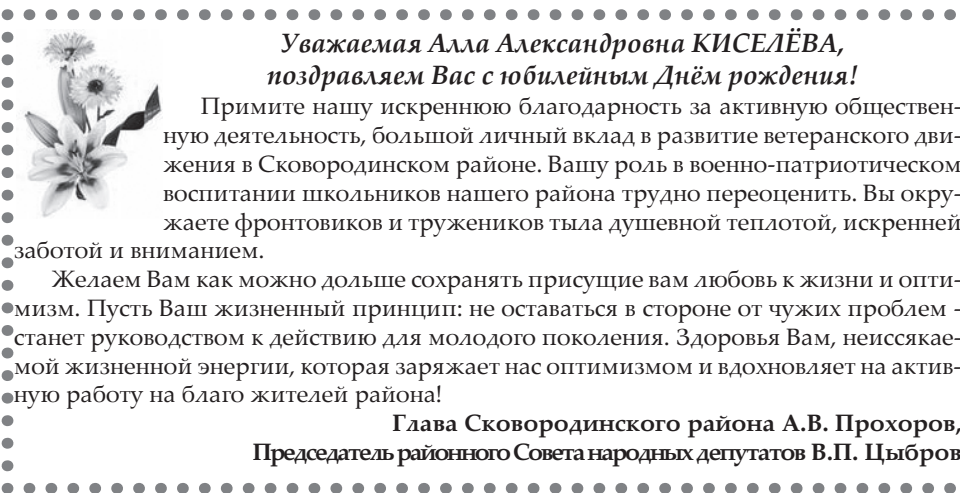 Уважаемая Алла Александровна КИСЕЛЁВА,
поздравляем Вас с юбилейным Днём рождения!
Примите нашу искреннюю благодарность за активную обществен-
ную деятельность, большой личный вклад в развитие ветеранского дви-
жения в Сковородинском районе. Вашу роль в военно-патриотическом
воспитании школьников нашего района трудно переоценить. Вы окру-
жаете фронтовиков и тружеников тыла душевной теплотой, искренней
заботой и вниманием.
Желаем Вам как можно дольше сохранять присущие вам любовь к жизни и опти-
мизм. Пусть Ваш жизненный принцип: не оставаться в стороне от чужих проблем -
станет руководством к действию для молодого поколения. Здоровья Вам, неиссякае-
мой жизненной энергии, которая заряжает нас оптимизмом и вдохновляет на актив-
ную работу на благо жителей района!
Глава Сковородинского района А.В. Прохоров,
Председатель районного Совета народных депутатов В.П. Цыбров